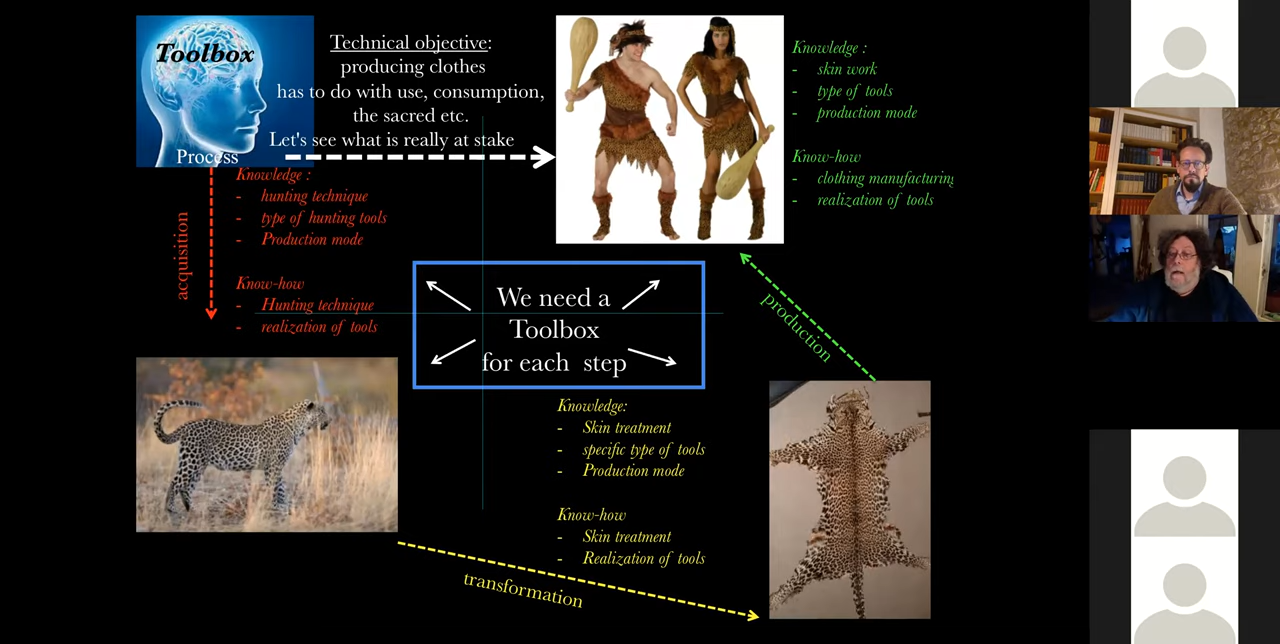 Toolbox
Process
Technical objective:
producing clothes
has to do with use, consumption,
the sacred etc.
Let's see what is really at stake
Knowledge :
- skin work
- type of tools
- production mode
Know-how
- clothing manufacturing
- realization of tools
acquisition
Knowledge :
- hunting technique
- type of hunting tools
- Production mode
Know-how
- Hunting technique
- realization of tools
We need a
Toolbox
for each step
production
Knowledge:
- Skin treatment
- specific type of tools
- Production mode
Know-how
- Skin treatment
- Realization of tools
transformation